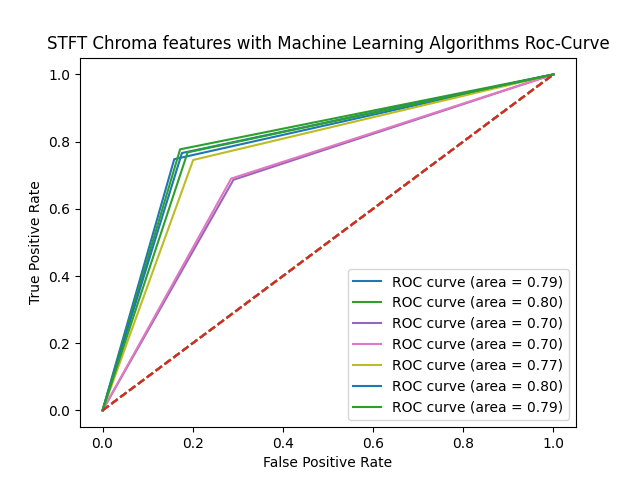 STFT Chroma features with Machine Learning Algorithms Roc-Curve
1.0
0.8
0.6
0.4
0.2
0.0
True Positive Rate
ROC curve (area = 0.79)
ROC curve (area = 0.80)
ROC curve (area = 0.70)
ROC curve (area = 0.70)
ROC curve (area = 0.77)
ROC curve (area = 0.80)
ROC curve (area = 0.79)
0.0 0.2 0.4 0.6 0.8 1.0
False Positive Rate